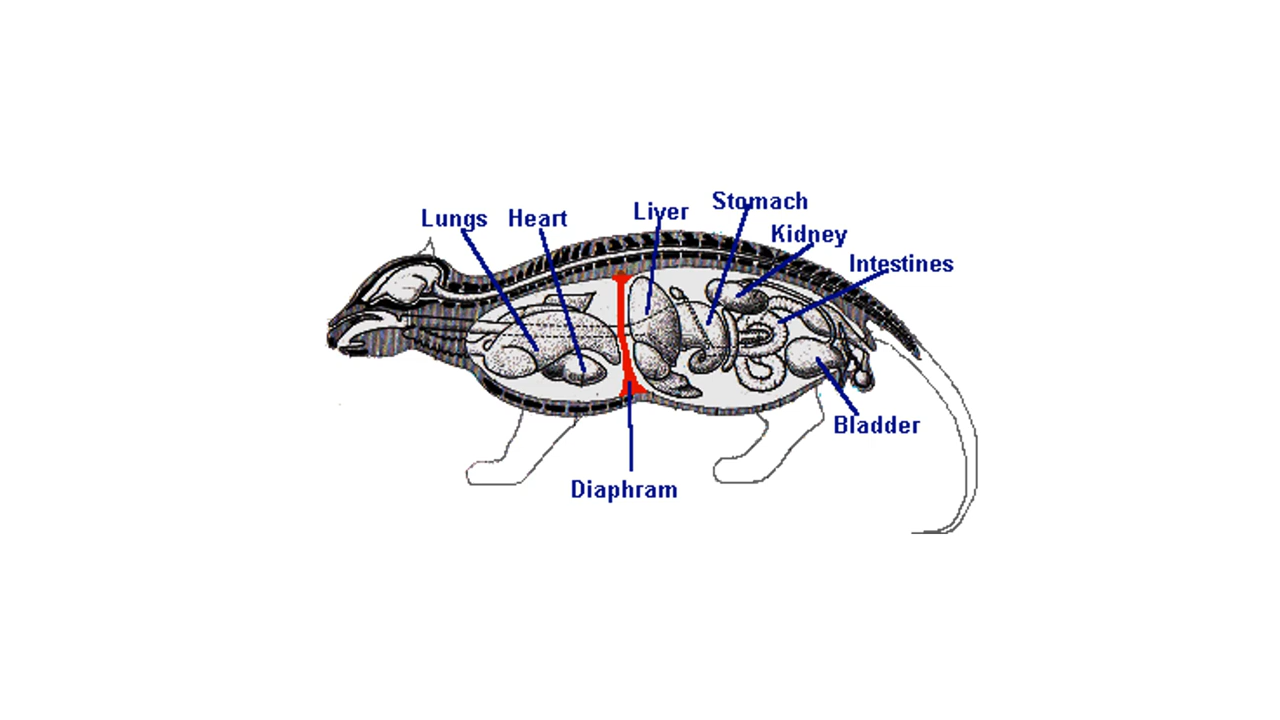 Lungs
Heart
Liver
Stomach
Kidney
Intestines
Bladder
Diaphram